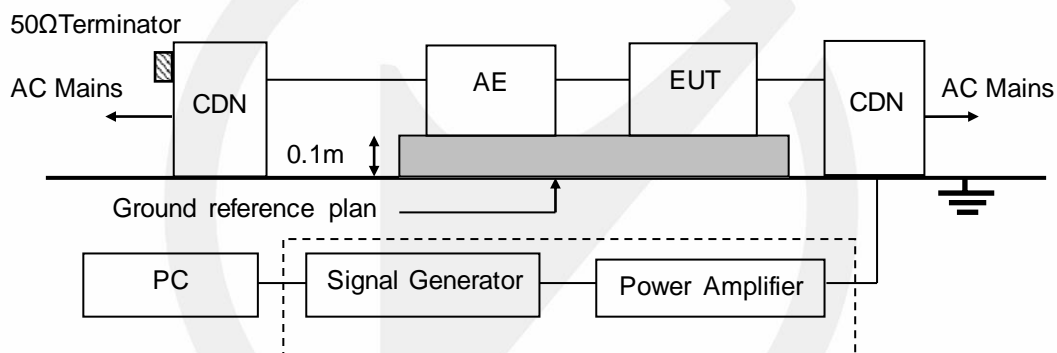 50ΩTerminator
AC Mains
CDN
AE
EUT
CDN
AC Mains
0.1m
Ground reference plan
PC
Signal Generator
Power Amplifier